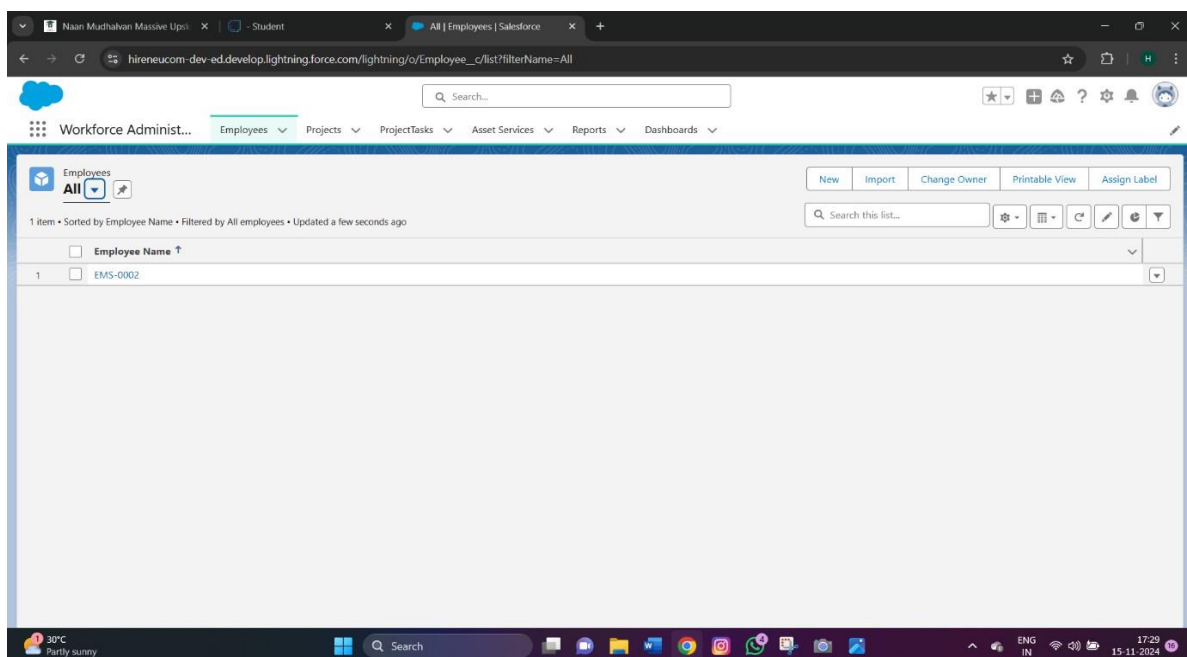 Naan Mudhalvan Massive Upsk
- Student
All | Employees | Salesforce
hireneucom-dev-ed.develop.lightning.force.com/lightning/o/Employee__c/list?filterName=All
H
Search...
Workforce Administ...
Employees
Projects
ProjectTasks
Asset Services
Reports
Dashboards
Employees
All
New
Import
Change Owner
Printable View
Assign Label
1 item • Sorted by Employee Name • Filtered by All employees • Updated a few seconds ago
Search this list...
Employee Name ↑
1 EMS-0002
1
30°C
Partly sunny
Search
ENG
IN
17:29
15-11-2024